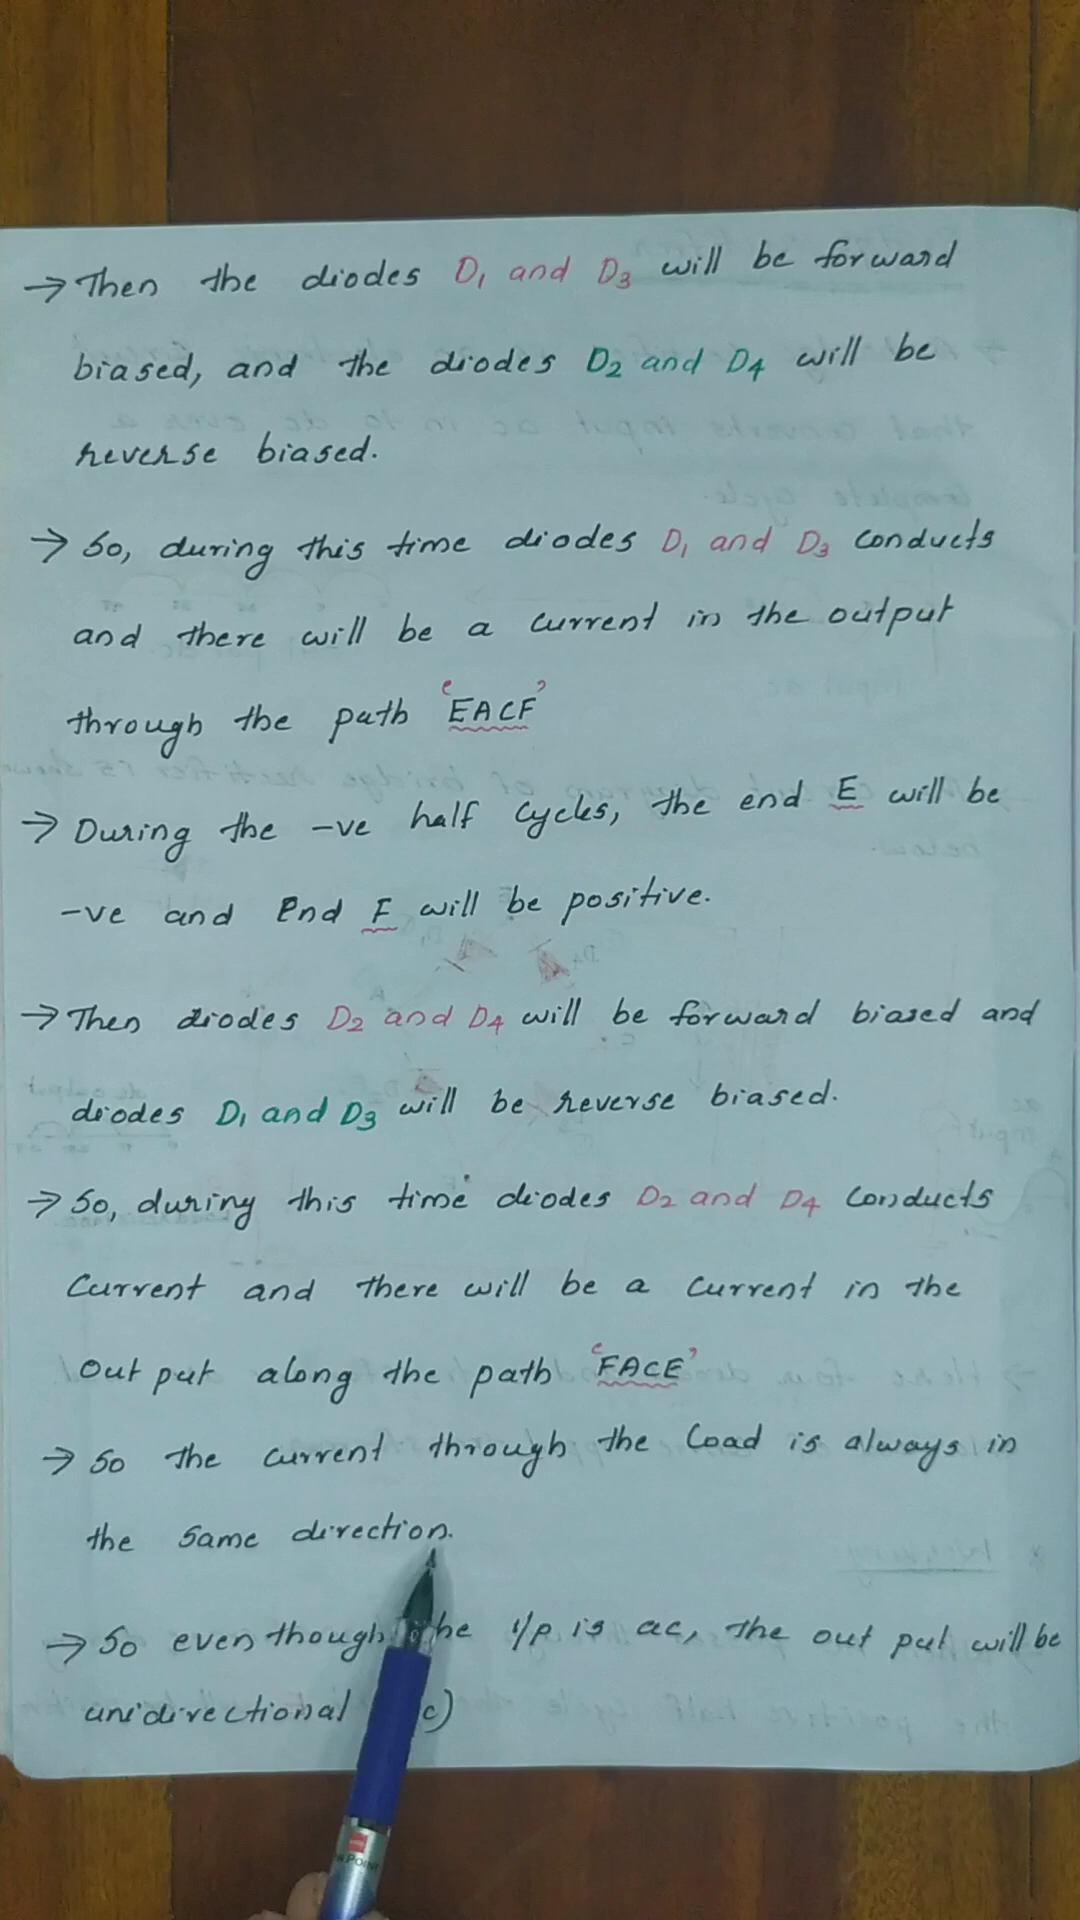 → Then the diodes D1 and D3 will be forward
biased, and the diodes D2 and D4 will be
reverse biased.
→ So, during this time diodes D1 and D3 conducts
and there will be a current in the output
through the path 'EACF'
→ During the -ve half cycles, the end E will be
-ve and End F will be positive.
→ Then diodes D2 and D4 will be forward biased and
diodes D1 and D3 will be reverse biased.
→ So, during this time diodes D2 and D4 conducts
Current and there will be a current in the
out put along the path 'FACE'
→ So the current through the load is always in
the same direction.
→ So even though the i/p is ac, the out put will be
unidirectional c)